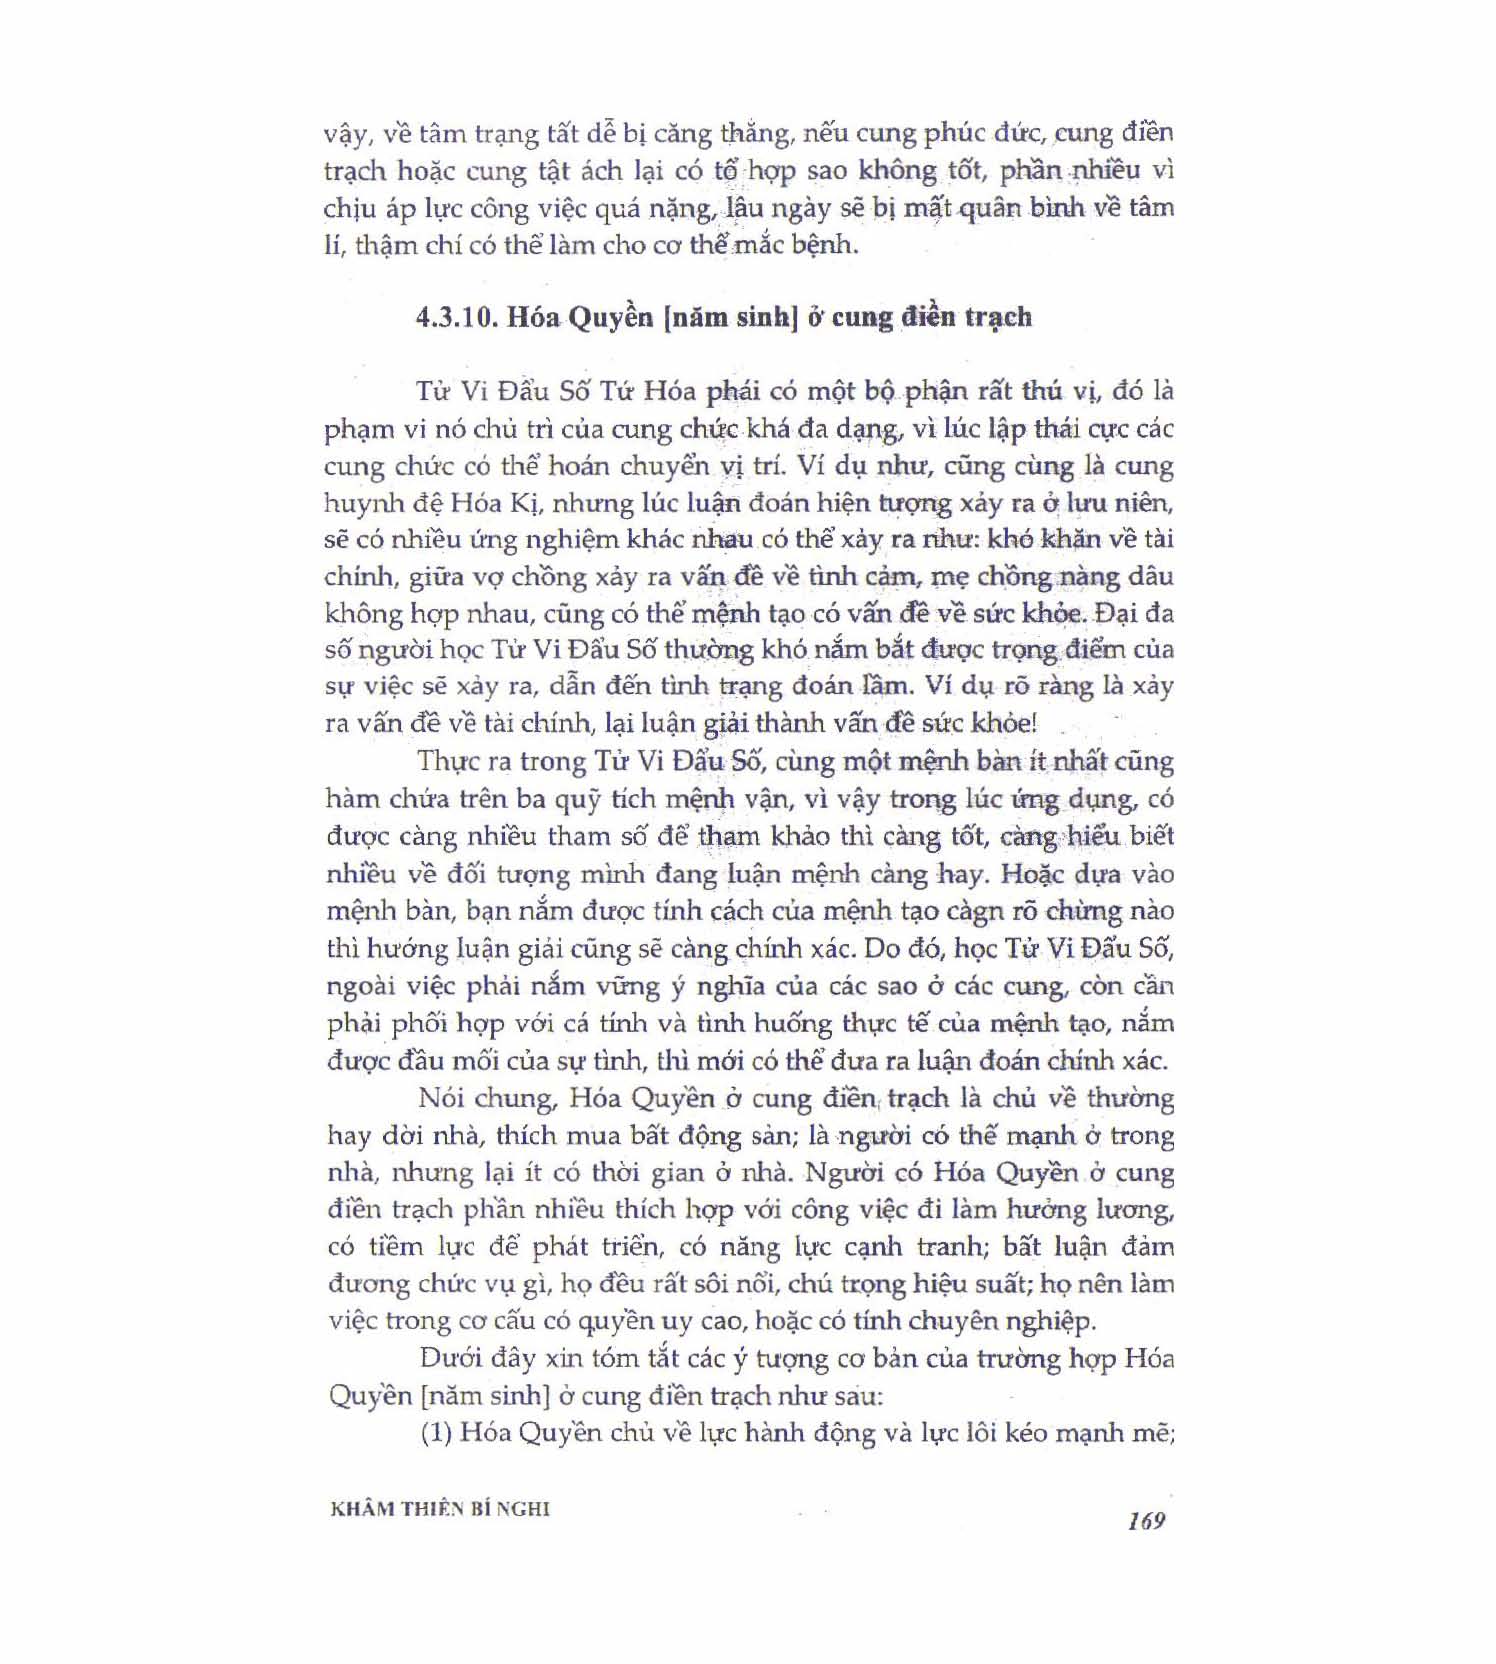 vậy, về tâm trạng tất dễ bị căng thẳng, nếu cung phúc đức, cung điền
trạch hoặc cung tật ách lại có tổ hợp sao không tốt, phần nhiều vì
chịu áp lực công việc quá nặng, lâu ngày sẽ bị mất quân bình về tâm
lí, thậm chí có thể làm cho cơ thể mắc bệnh.
4.3.10. Hóa Quyền [năm sinh] ở cung điền trạch
Tử Vi Đẩu Số Tứ Hóa phái có một bộ phận rất thú vị, đó là
phạm vi nó chủ trì của cung chức khá đa dạng, vì lúc lập thái cực các
cung chức có thể hoán chuyển vị trí. Ví dụ như, cũng cùng là cung
huynh đệ Hóa Kị, nhưng lúc luận đoán hiện tượng xảy ra ở lưu niên,
sẽ có nhiều ứng nghiệm khác nhau có thể xảy ra như: khó khăn về tài
chính, giữa vợ chồng xảy ra vấn đề về tình cảm, mẹ chồng nàng dâu
không hợp nhau, cũng có thể mệnh tạo có vấn đề về sức khỏe. Đại đa
số người học Tử Vi Đẩu Số thường khó nắm bắt được trọng điểm của
sự việc sẽ xảy ra, dẫn đến tình trạng đoán lầm. Ví dụ rõ ràng là xảy
ra vấn đề về tài chính, lại luận giải thành vấn đề sức khỏe!
Thực ra trong Tử Vi Đẩu Số, cùng một mệnh bàn ít nhất cũng
hàm chứa trên ba quỹ tích mệnh vận, vì vậy trong lúc ứng dụng, có
được càng nhiều tham số để tham khảo thì càng tốt, càng hiểu biết
nhiều về đối tượng mình đang luận mệnh càng hay. Hoặc dựa vào
mệnh bàn, bạn nắm được tính cách của mệnh tạo càgn rõ chừng nào
thì hướng luận giải cũng sẽ càng chính xác. Do đó, học Tử Vi Đẩu Số,
ngoài việc phải nắm vững ý nghĩa của các sao ở các cung, còn cần
phải phối hợp với cá tính và tình huống thực tế của mệnh tạo, nắm
được đầu mối của sự tình, thì mới có thể đưa ra luận đoán chính xác.
Nói chung, Hóa Quyền ở cung điền trạch là chủ về thường
hay dời nhà, thích mua bất động sản; là người có thế mạnh ở trong
nhà, nhưng lại ít có thời gian ở nhà. Người có Hóa Quyền ở cung
điền trạch phần nhiều thích hợp với công việc đi làm hưởng lương,
có tiềm lực để phát triển, có năng lực cạnh tranh; bất luận đảm
đương chức vụ gì, họ đều rất sôi nổi, chú trọng hiệu suất; họ nên làm
việc trong cơ cấu có quyền uy cao, hoặc có tính chuyên nghiệp.
Dưới đây xin tóm tắt các ý tượng cơ bản của trường hợp Hóa
Quyền [năm sinh] ở cung điền trạch như sau:
(1) Hóa Quyền chủ về lực hành động và lực lôi kéo mạnh mẽ;
KHÂM THIÊN BÍ NGHI
169